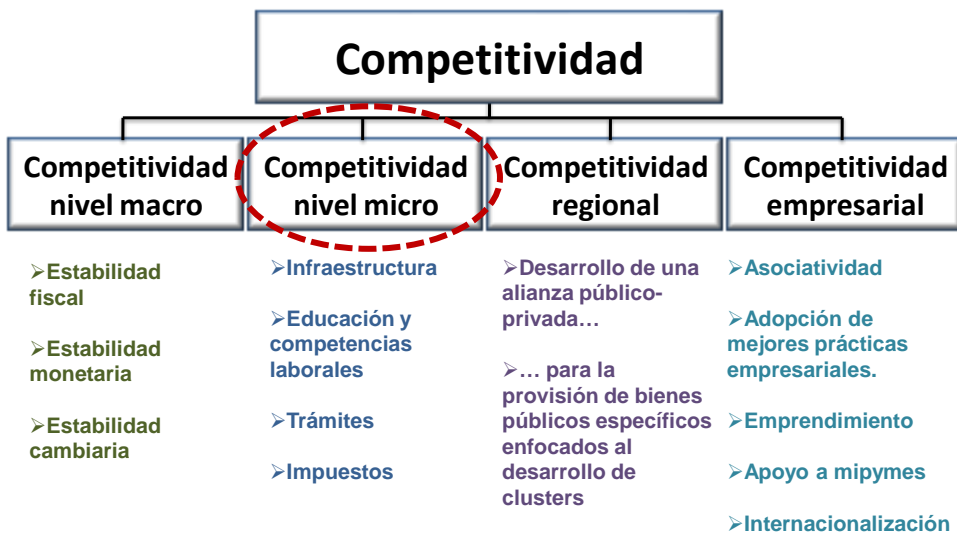 Competitividad
Competitividad
nivel macro
Competitividad
nivel micro
Competitividad
regional
Competitividad
empresarial
➢Estabilidad
fiscal
➢Estabilidad
monetaria
➢Estabilidad
cambiaria
➢Infraestructura
➢Educación y
competencias
laborales
➢Trámites
➢Impuestos
➢Desarrollo de una
alianza público-
privada…
➢… para la
provisión de bienes
públicos específicos
enfocados al
desarrollo de
clusters
➢Asociatividad
➢Adopción de
mejores prácticas
empresariales.
➢Emprendimiento
➢Apoyo a mipymes
➢Internacionalización